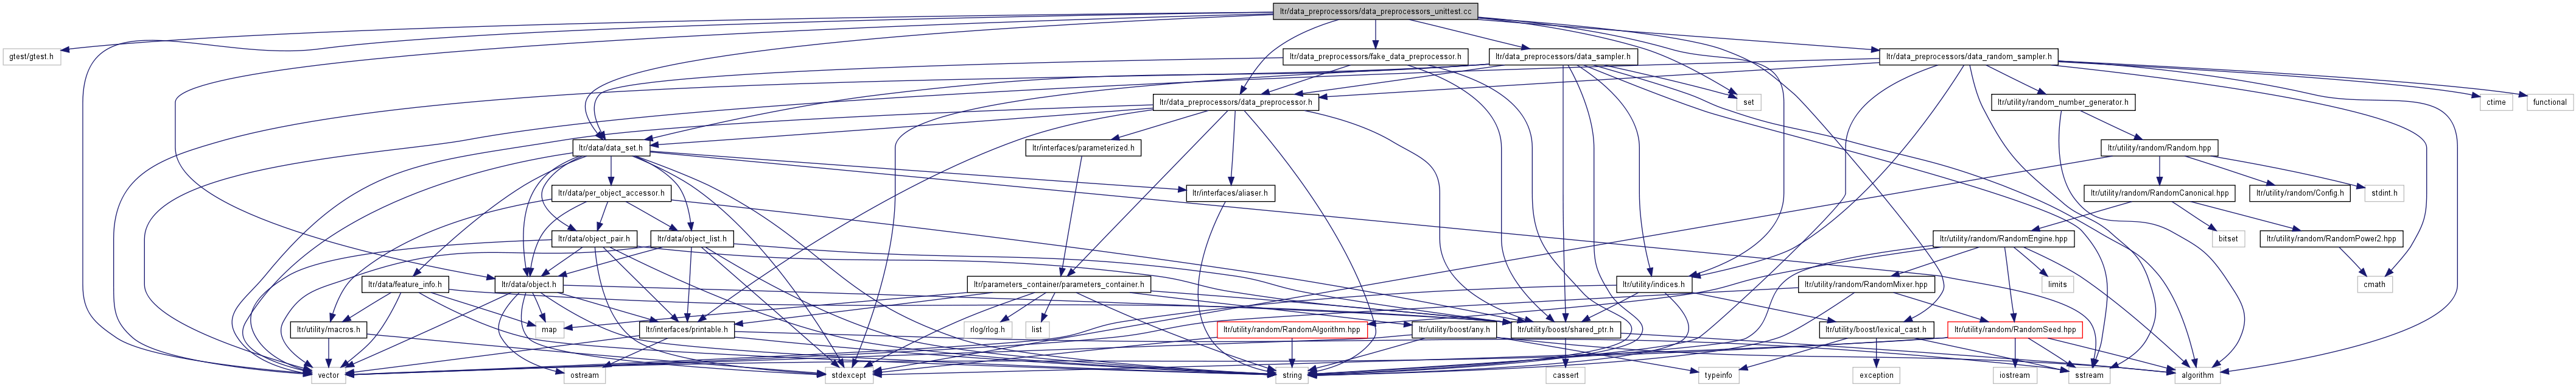 ltr/data_preprocessors/data_preprocessors_unittest.cc
gtest/gtest.h
ltr/data_preprocessors/fake_data_preprocessor.h
ltr/data_preprocessors/data_sampler.h
ltr/data_preprocessors/data_random_sampler.h
ltr/data_preprocessors/data_preprocessor.h
set
ltr/utility/random_number_generator.h
ctime
functional
ltr/data/data_set.h
ltr/interfaces/parameterized.h
ltr/utility/random/Random.hpp
ltr/data/per_object_accessor.h
ltr/interfaces/aliaser.h
ltr/utility/random/RandomCanonical.hpp
ltr/utility/random/Config.h
stdint.h
ltr/data/object_pair.h
ltr/data/object_list.h
ltr/utility/random/RandomEngine.hpp
bitset
ltr/utility/random/RandomPower2.hpp
ltr/data/feature_info.h
ltr/data/object.h
ltr/parameters_container/parameters_container.h
ltr/utility/indices.h
ltr/utility/random/RandomMixer.hpp
limits
cmath
ltr/utility/macros.h
map
ltr/interfaces/printable.h
rlog/rlog.h
list
ltr/utility/random/RandomAlgorithm.hpp
ltr/utility/boost/any.h
ltr/utility/boost/shared_ptr.h
ltr/utility/boost/lexical_cast.h
ltr/utility/random/RandomSeed.hpp
vector
ostream
stdexcept
string
cassert
typeinfo
exception
iostream
sstream
algorithm